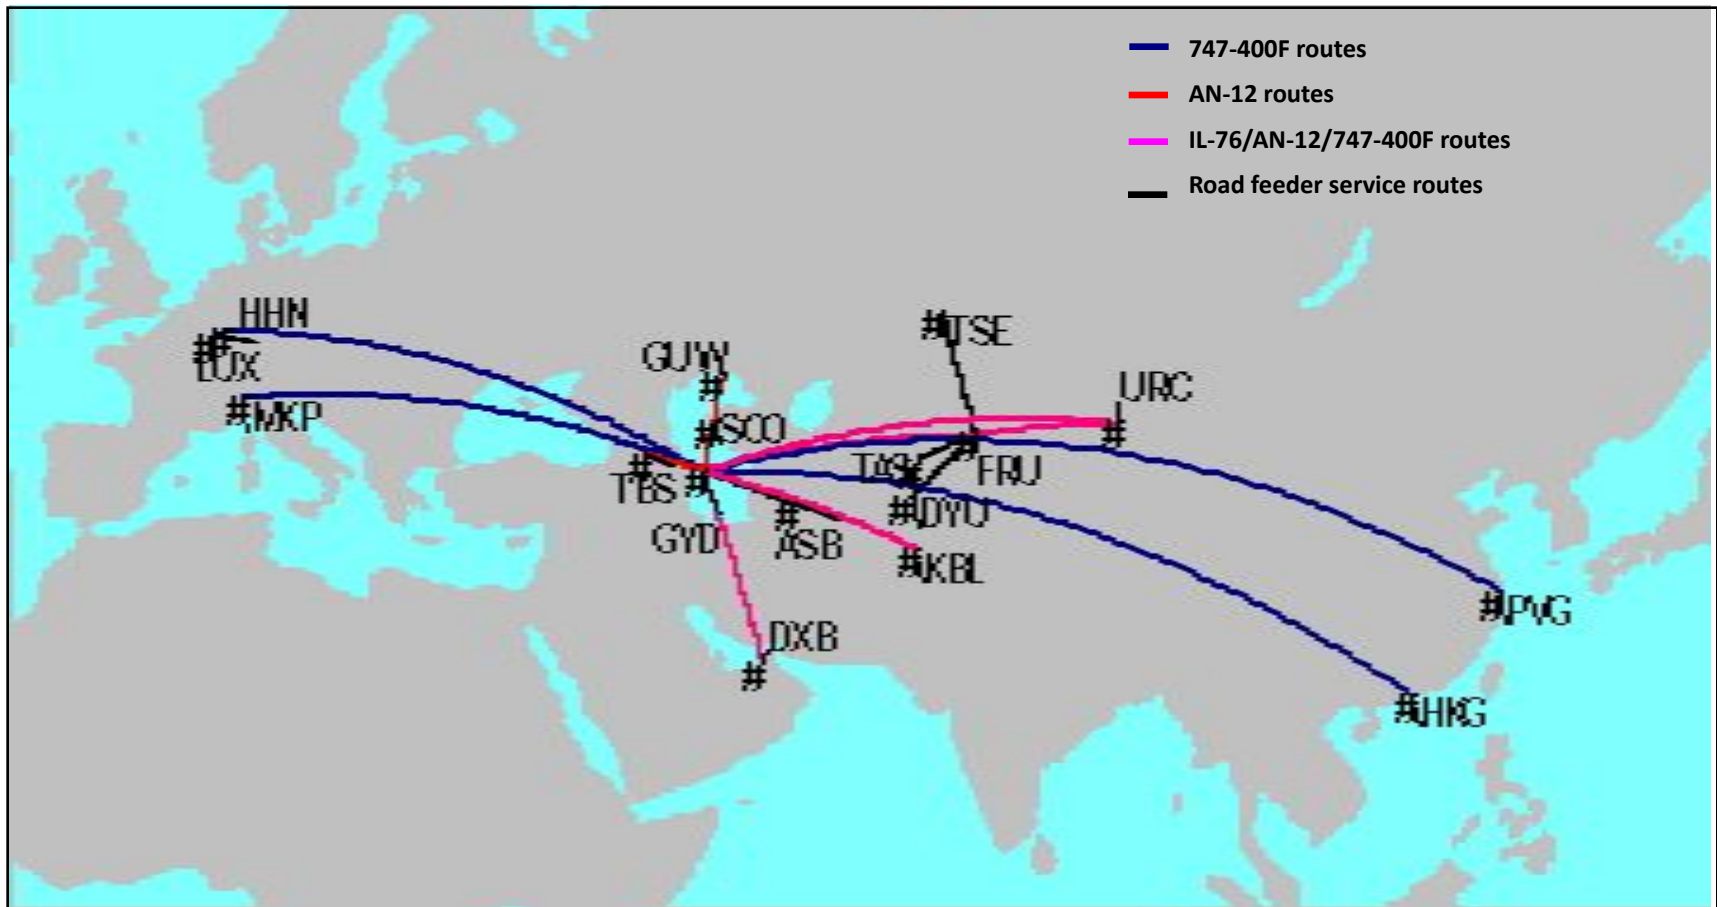 747-400F routes
AN-12 routes
IL-76/AN-12/747-400F routes
Road feeder service routes
HHN
TSE
GUW
LUX
URC
MKP
SCO
TAS
FRU
TBS
DYU
GYD
ASB
KBL
PVG
DXB
HKG